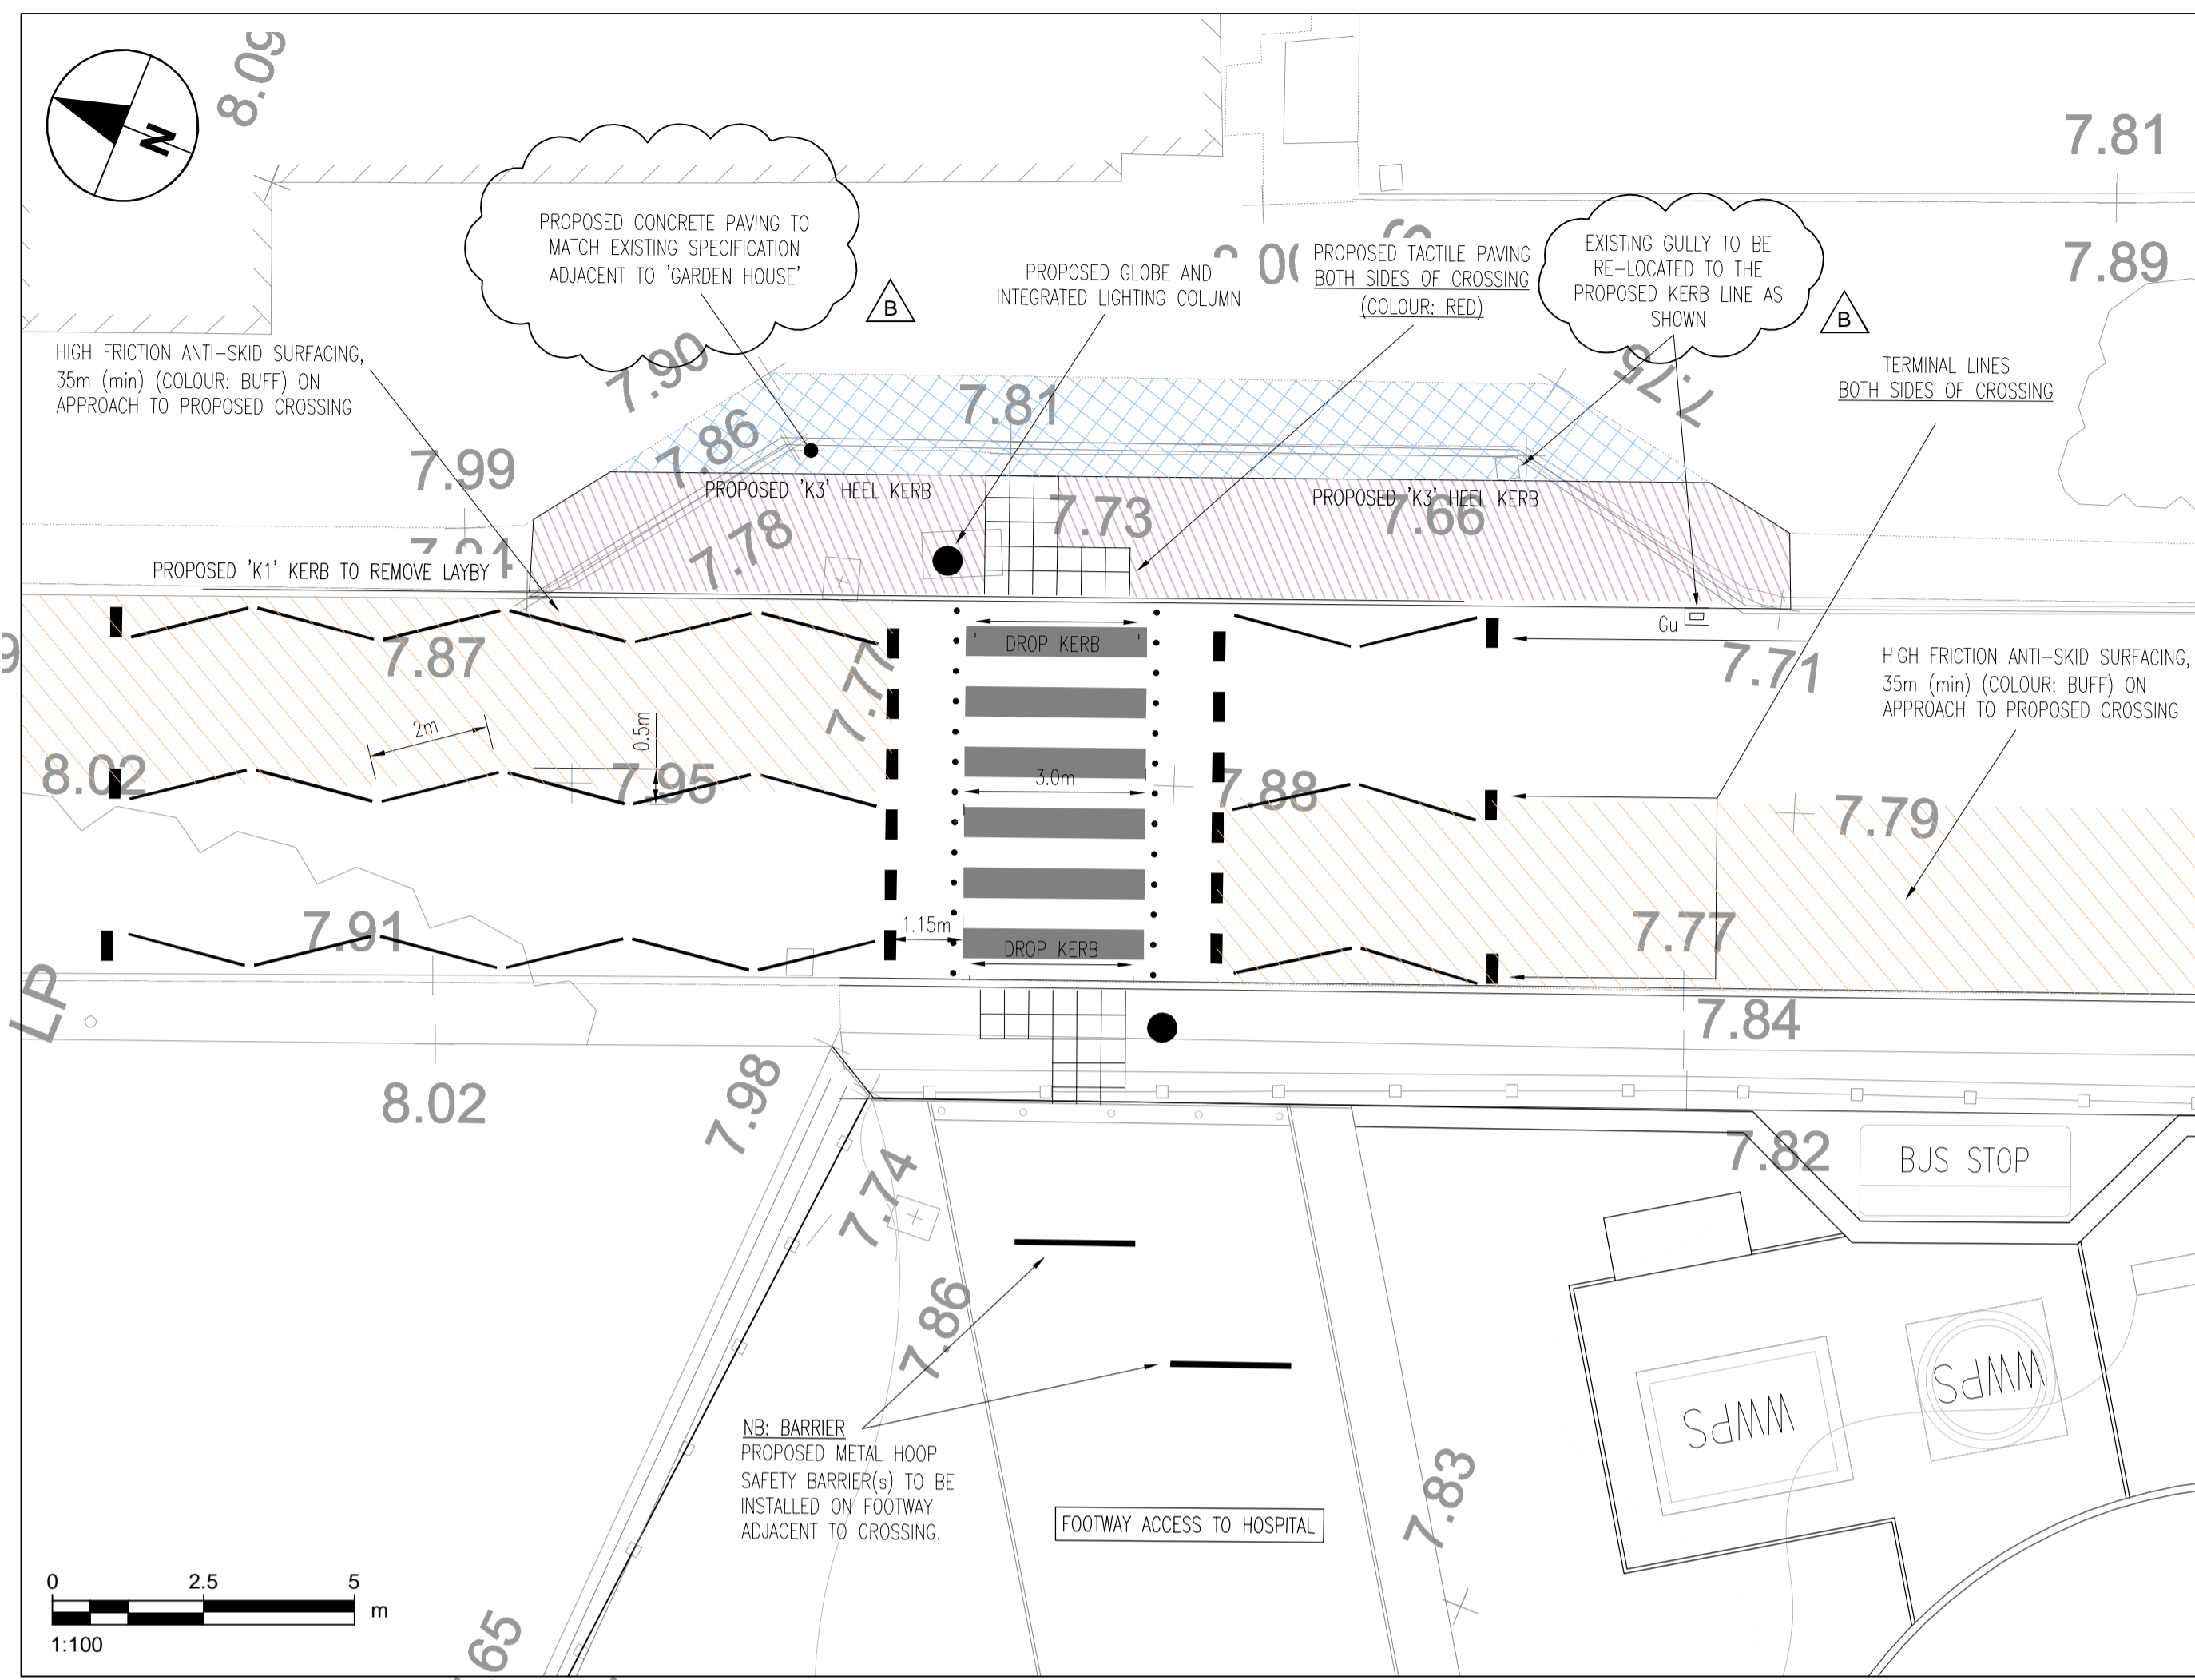 N
8.09
7.81
PROPOSED CONCRETE PAVING TO
MATCH EXISTING SPECIFICATION
ADJACENT TO 'GARDEN HOUSE'
B
PROPOSED GLOBE AND
INTEGRATED LIGHTING COLUMN
PROPOSED TACTILE PAVING
BOTH SIDES OF CROSSING
(COLOUR: RED)
EXISTING GULLY TO BE
RE-LOCATED TO THE
PROPOSED KERB LINE AS
SHOWN
B
7.89
HIGH FRICTION ANTI-SKID SURFACING,
35m (min) (COLOUR: BUFF) ON
APPROACH TO PROPOSED CROSSING
7.90
7.75
TERMINAL LINES
BOTH SIDES OF CROSSING
7.81
7.86
7.99
PROPOSED 'K3' HEEL KERB
PROPOSED 'K3' HEEL KERB
7.73
7.66
7.78
PROPOSED 'K1' KERB TO REMOVE LAYBY
Gu
DROP KERB
7.87
7.77
7.71
HIGH FRICTION ANTI-SKID SURFACING,
35m (min) (COLOUR: BUFF) ON
APPROACH TO PROPOSED CROSSING
2m
0.5m
8.02
7.95
3.0m
7.88
7.79
7.91
1.15m
DROP KERB
7.77
LP
7.84
8.02
7.98
7.82
BUS STOP
7.74
7.86
WWPS
WWPS
NB: BARRIER
PROPOSED METAL HOOP
SAFETY BARRIER(s) TO BE
INSTALLED ON FOOTWAY
ADJACENT TO CROSSING.
FOOTWAY ACCESS TO HOSPITAL
7.83
0 2.5 5
m
1:100
65